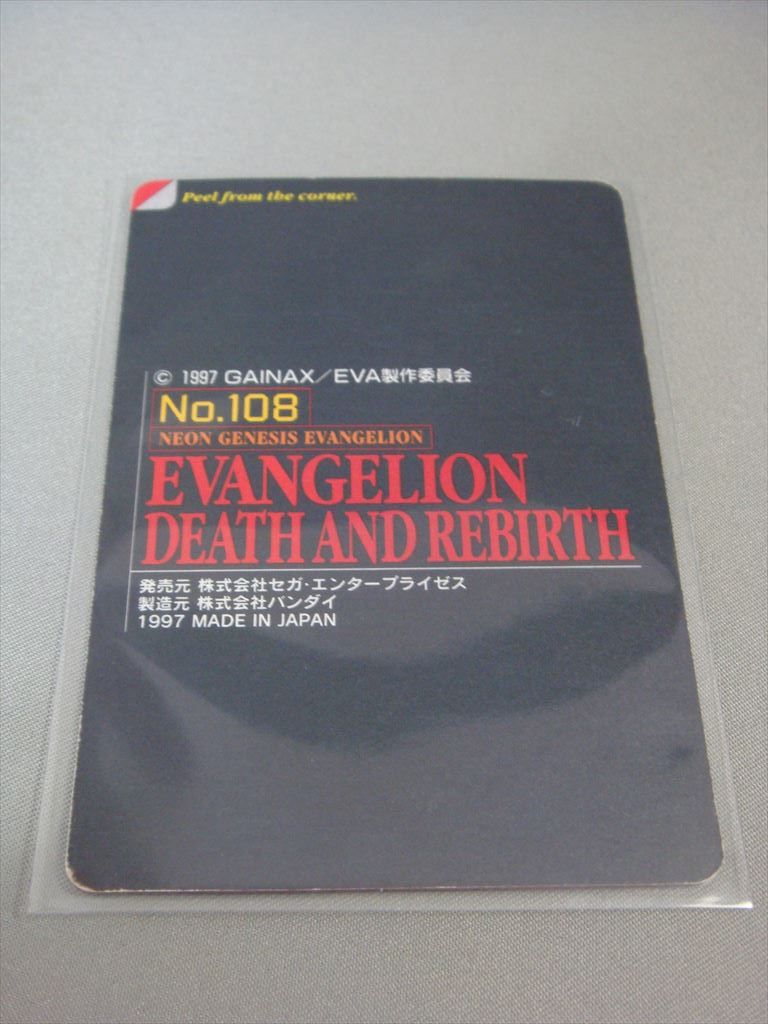 Peel from the corner.
© 1997 GAINAX／EVA製作委員会
No.108
NEON GENESIS EVANGELION
EVANGELION
DEATH AND REBIRTH
発売元 株式会社セガ·エンタープライゼス
製造元 株式会社バンダイ
1997 MADE IN JAPAN